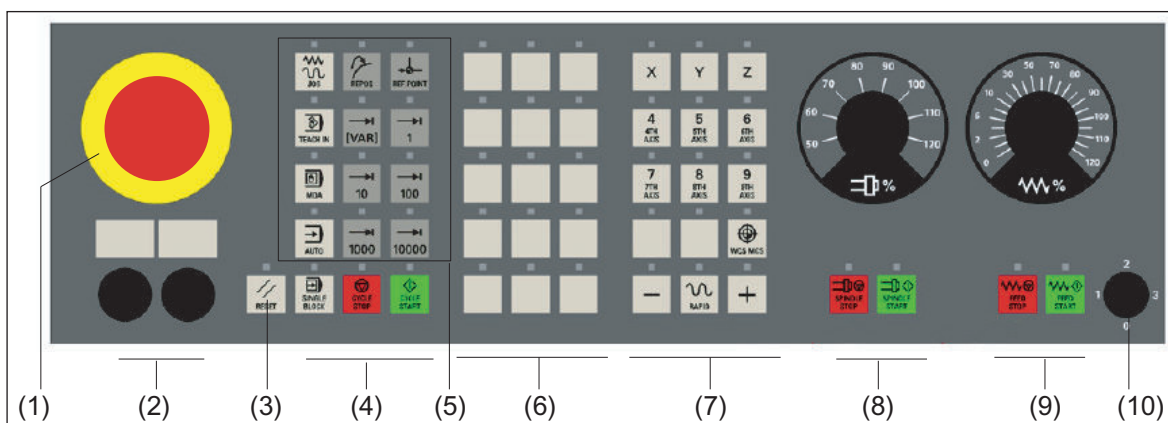 JOG
REPOS
REF.POINT
TEACH IN
[VAR]
1
MDA
10
100
AUTO
1000
10000
RESET
SINGLE
BLOCK
CYCLE
STOP
CYCLE
START
X
Y
Z
4
4TH
AXIS
5
5TH
AXIS
6
6TH
AXIS
7
7TH
AXIS
8
8TH
AXIS
9
9TH
AXIS
WCS MCS
RAPID
50
60
70
80
90
100
110
120
%
SPINDLE
STOP
SPINDLE
START
0
2
6
10
30
50
60
70
80
90
100
110
120
%
FEED
STOP
FEED
START
0
1
2
3
(1)
(2)
(3)
(4)
(5)
(6)
(7)
(8)
(9)
(10)